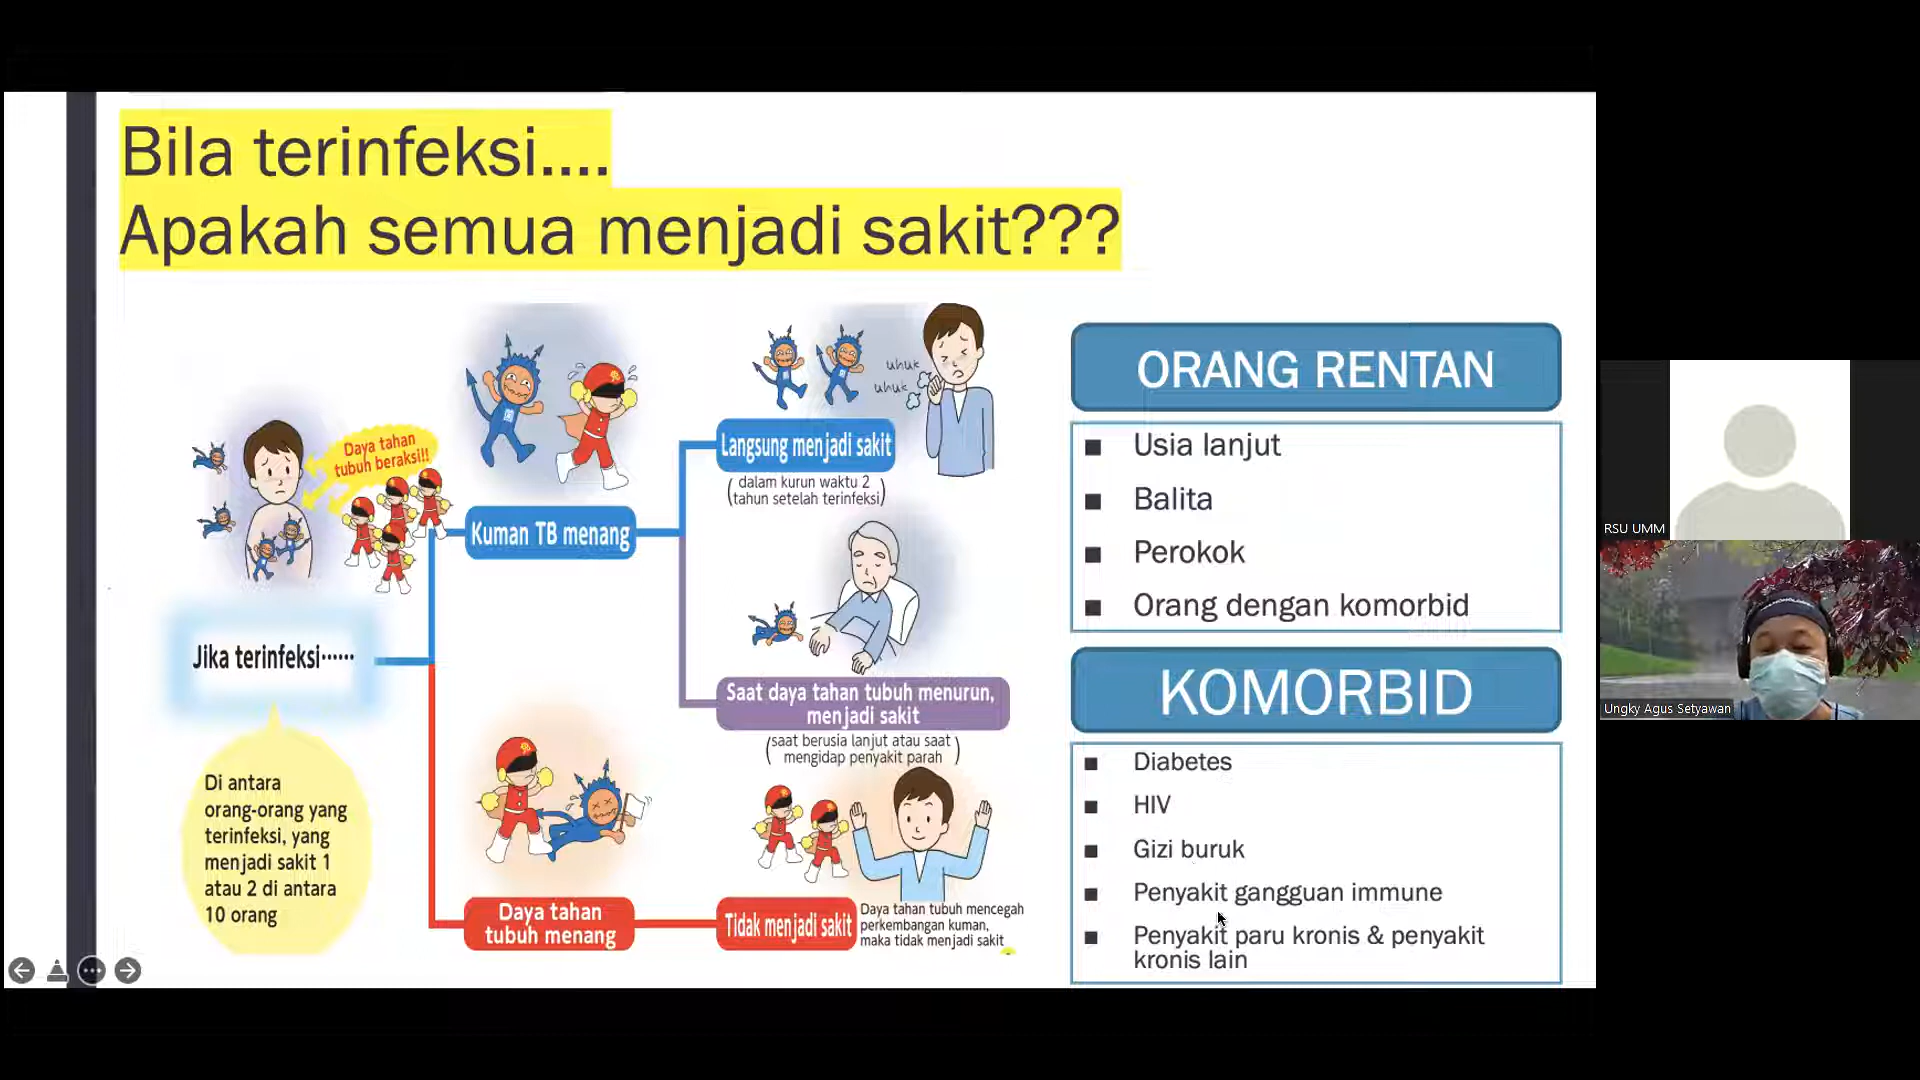 Bila terinfeksi....
Apakah semua menjadi sakit???
Daya tahan
tubuh beraksi!!
Jika terinfeksi······
Di antara
orang-orang yang
terinfeksi, yang
menjadi sakit 1
atau 2 di antara
10 orang
Kuman TB menang
uhuk
uhuk
Langsung menjadi sakit
(dalam kurun waktu 2
tahun setelah terinfeksi)
Saat daya tahan tubuh menurun,
menjadi sakit
(saat berusia lanjut atau saat
mengidap penyakit parah)
Daya tahan
tubuh menang
Tidak menjadi sakit
Daya tahan tubuh mencegah
perkembangan kuman,
maka tidak menjadi sakit
ORANG RENTAN
■ Usia lanjut
■ Balita
■ Perokok
■ Orang dengan komorbid
KOMORBID
■ Diabetes
■ HIV
■ Gizi buruk
■ Penyakit gangguan immune
■ Penyakit paru kronis & penyakit
kronis lain
RSU UMM
Ungky Agus Setyawan